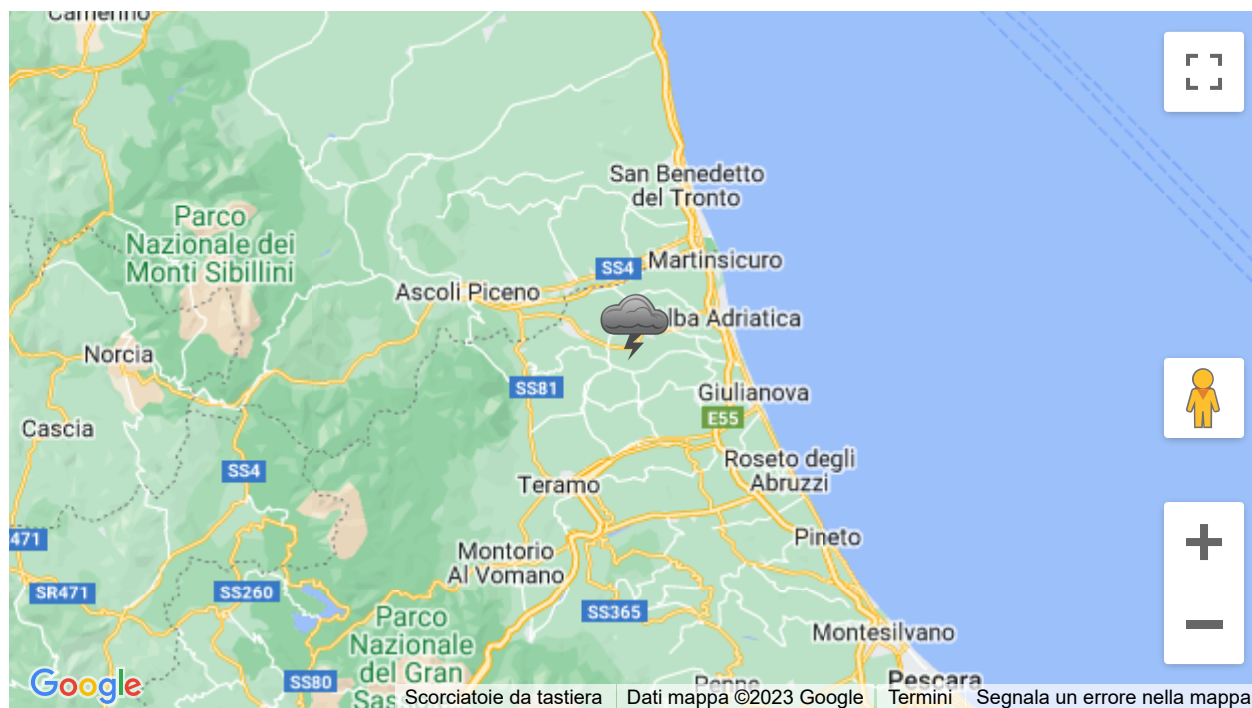 Camerino
San Benedetto
del Tronto
Parco
Nazionale dei
Monti Sibillini
Martinsicuro
SS4
Ascoli Piceno
lba Adriatica
Norcia
SS81
Giulianova
E55
Cascia
Roseto degli
Abruzzi
SS4
Teramo
471
Pineto
Montorio
Al Vomano
SR471
SS260
SS365
Parco
Nazionale
del Gran
Sas
Montesilvano
SS80
Penne
Pescara
Google
Scorciatoie da tastiera
Dati mappa ©2023 Google
Termini
Segnala un errore nella mappa